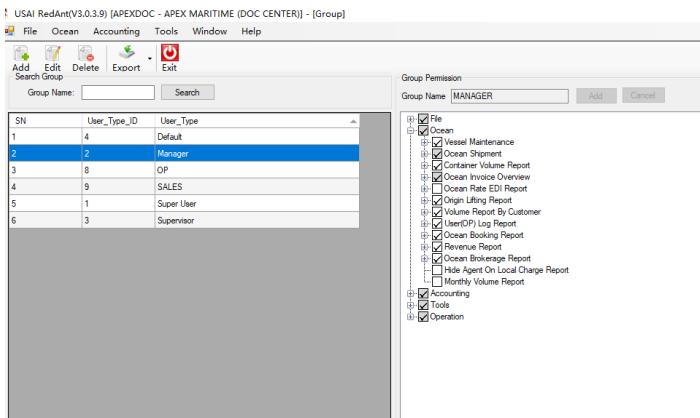 USAI RedAnt(V3.0.3.9) [APEXDOC - APEX MARITIME (DOC CENTER)] - [Group]
File Ocean Accounting Tools Window Help
Add Edit Delete Export Exit
Search Group
Group Name: Search
SN User_Type_ID User_Type
1 4 Default
2 2 Manager
3 8 OP
4 9 SALES
5 1 Super User
6 3 Supervisor
Group Permission
Group Name MANAGER Add Cancel
File
Ocean
Vessel Maintenance
Ocean Shipment
Container Volume Report
Ocean Invoice Overview
Ocean Rate EDI Report
Origin Lifting Report
Volume Report By Customer
User(OP) Log Report
Ocean Booking Report
Revenue Report
Ocean Brokerage Report
Hide Agent On Local Charge Report
Monthly Volume Report
Accounting
Tools
Operation